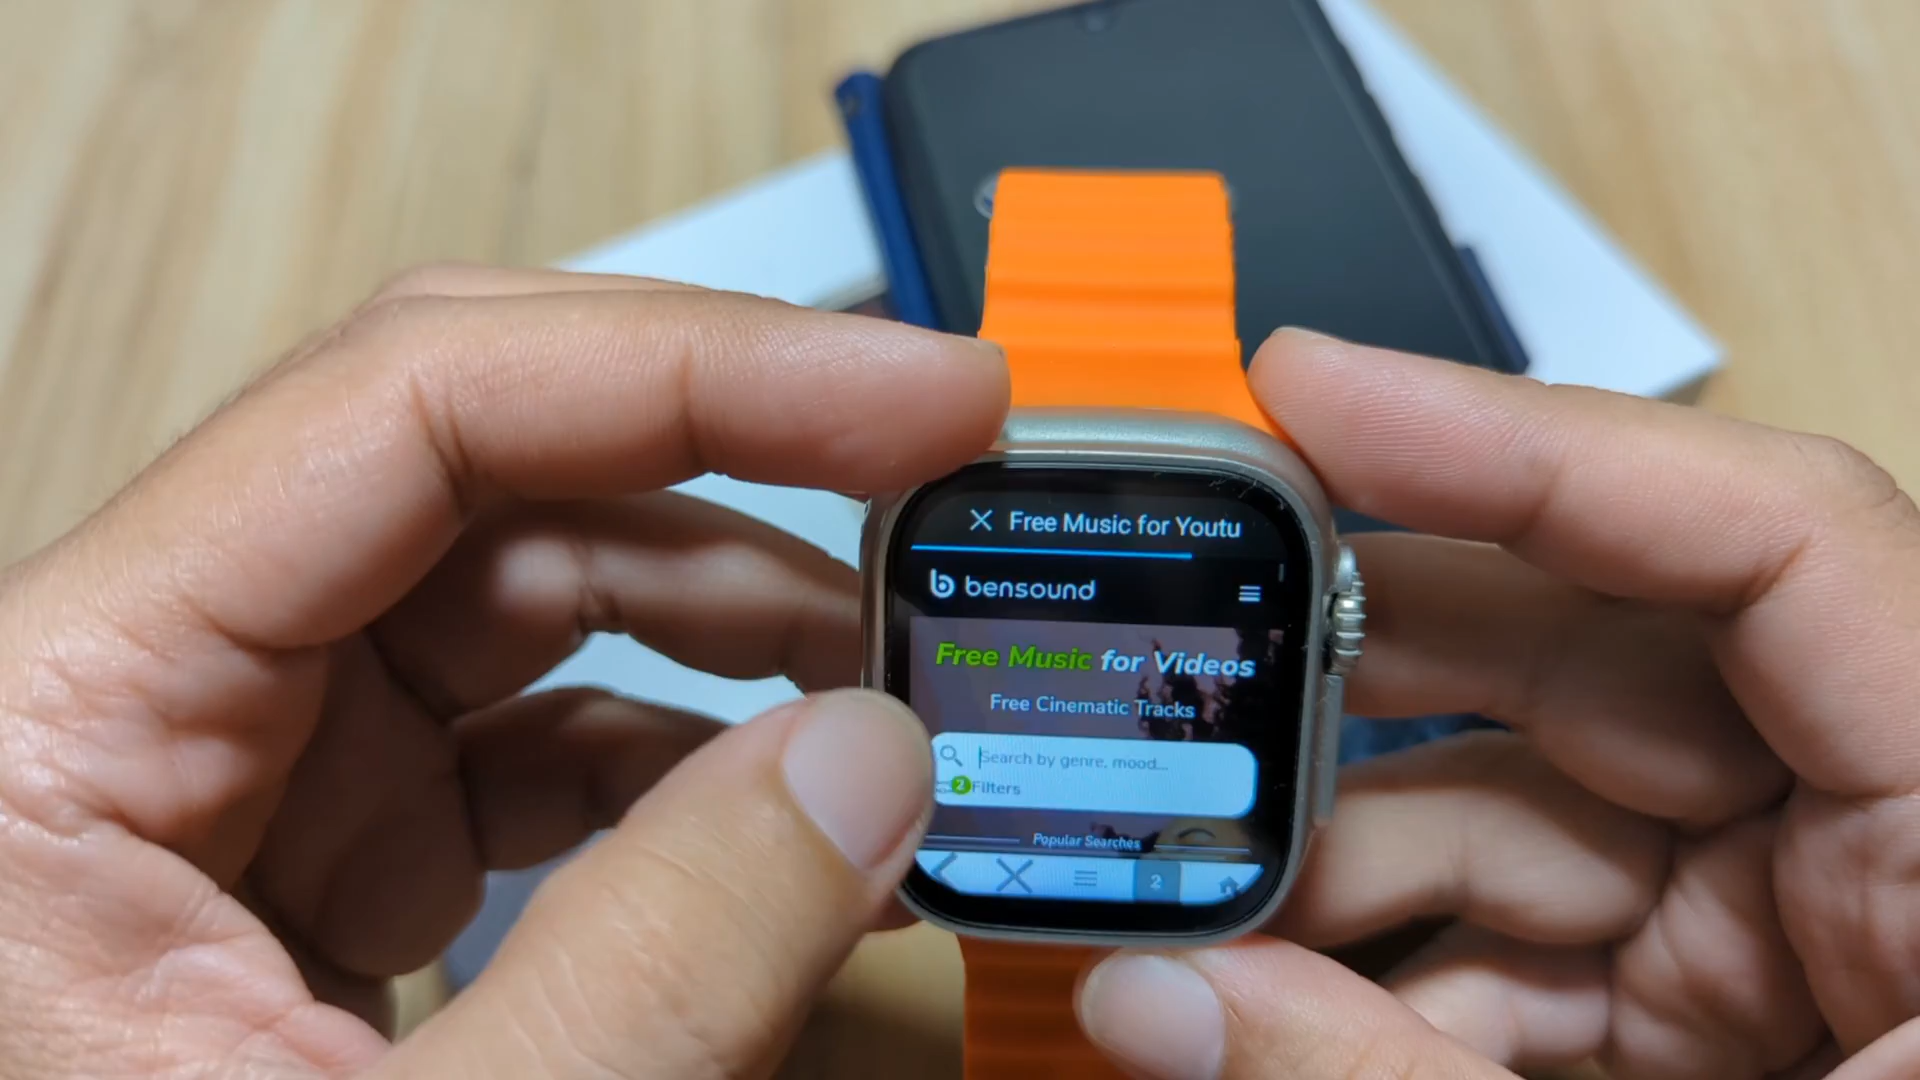 Free Music for Youtu
bensound
Free Music for Videos
Free Cinematic Tracks
Search by genre, mood...
2 Filters
Popular Searches
2